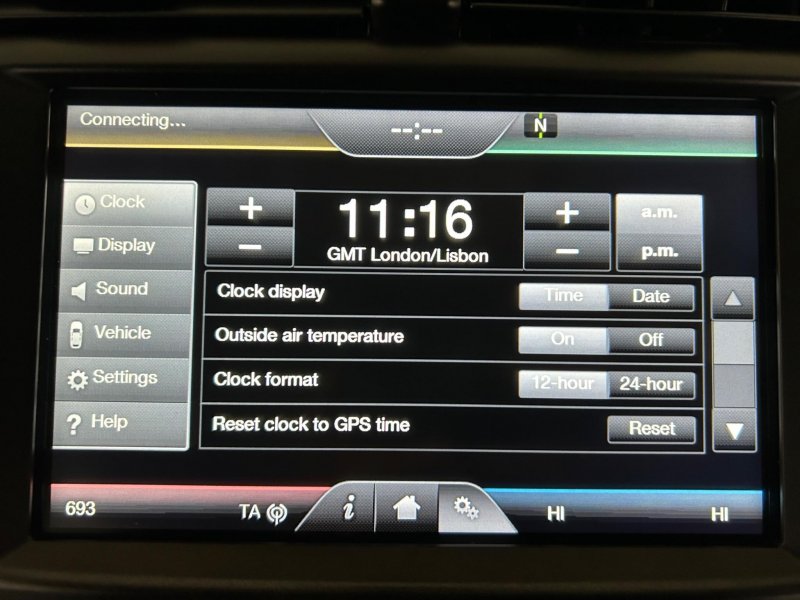 Connecting...
--:--
N
Clock
Display
Sound
Vehicle
Settings
? Help
+
−
11:16
GMT London/Lisbon
+
−
a.m.
p.m.
Clock display
Time
Date
Outside air temperature
On
Off
Clock format
12-hour
24-hour
Reset clock to GPS time
Reset
693
TA
i
HI
HI